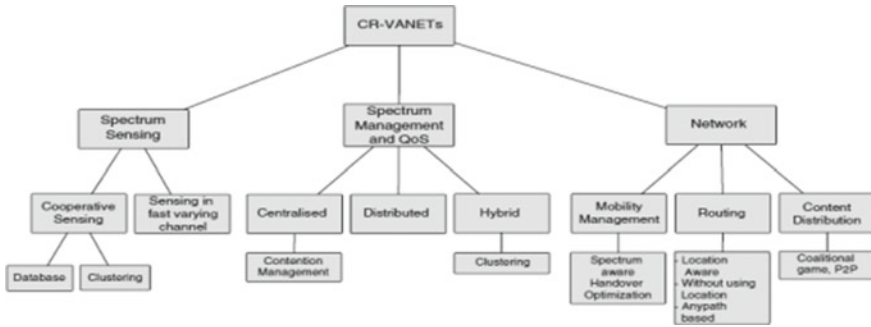 CR-VANETs
Spectrum
Sensing
Spectrum
Management
and QoS
Network
Cooperative
Sensing
Sensing in
fast varying
channel
Centralised
Distributed
Hybrid
Mobility
Management
Routing
Content
Distribution
Database
Clustering
Contention
Management
Clustering
Spectrum
aware
Handover
Optimization
- Location
Aware
- Without using
Location
- Anypath
based
Coalitional
game, P2P